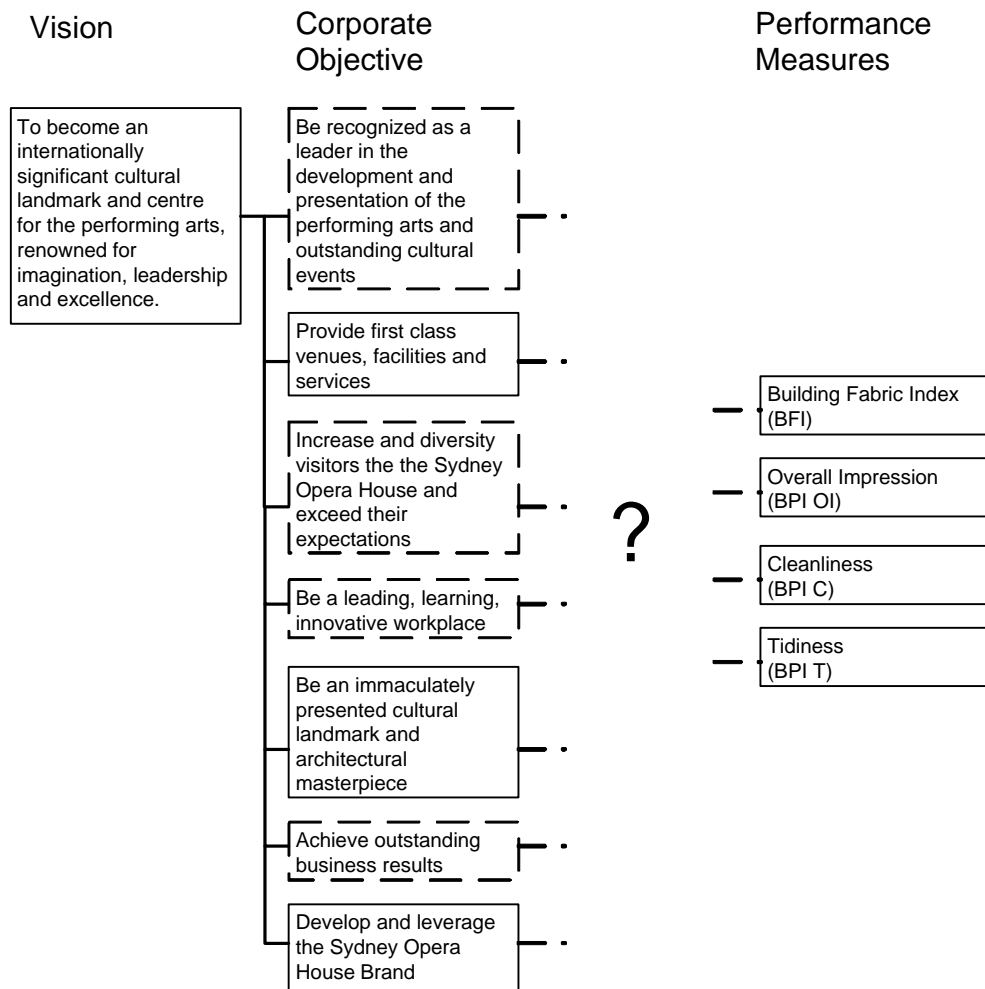 Vision
Corporate
Objective
Performance
Measures
To become an
internationally
significant cultural
landmark and centre
for the performing arts,
renowned for
imagination, leadership
and excellence.
Be recognized as a
leader in the
development and
presentation of the
performing arts and
outstanding cultural
events
Provide first class
venues, facilities and
services
Increase and diversity
visitors the the Sydney
Opera House and
exceed their
expectations
Be a leading, learning,
innovative workplace
Be an immaculately
presented cultural
landmark and
architectural
masterpiece
Achieve outstanding
business results
Develop and leverage
the Sydney Opera
House Brand
?
Building Fabric Index
(BFI)
Overall Impression
(BPI OI)
Cleanliness
(BPI C)
Tidiness
(BPI T)